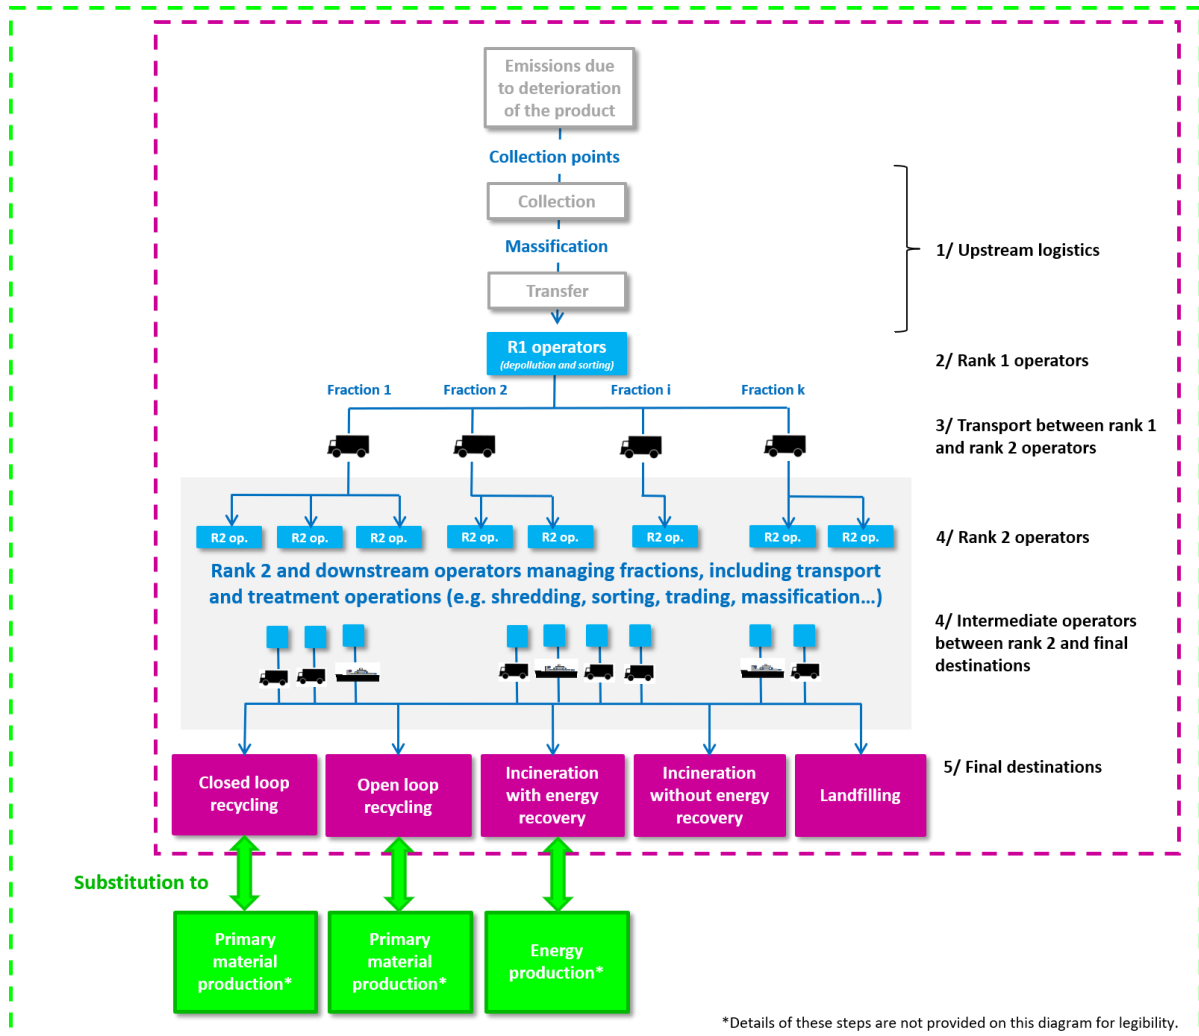 Emissions due
to deterioration
of the product
Collection points
Collection
Massification
1/ Upstream logistics
Transfer
R1 operators
(depollution and sorting)
2/ Rank 1 operators
Fraction 1
Fraction 2
Fraction i
Fraction k
3/ Transport between rank 1
and rank 2 operators
R2 op.
R2 op.
R2 op.
R2 op.
R2 op.
R2 op.
R2 op.
R2 op.
4/ Rank 2 operators
Rank 2 and downstream operators managing fractions, including transport
and treatment operations (e.g. shredding, sorting, trading, massification...)
4/ Intermediate operators
between rank 2 and final
destinations
Closed loop
recycling
Open loop
recycling
Incineration
with energy
recovery
Incineration
without energy
recovery
Landfilling
5/ Final destinations
Substitution to
Primary
material
production*
Primary
material
production*
Energy
production*
*Details of these steps are not provided on this diagram for legibility.